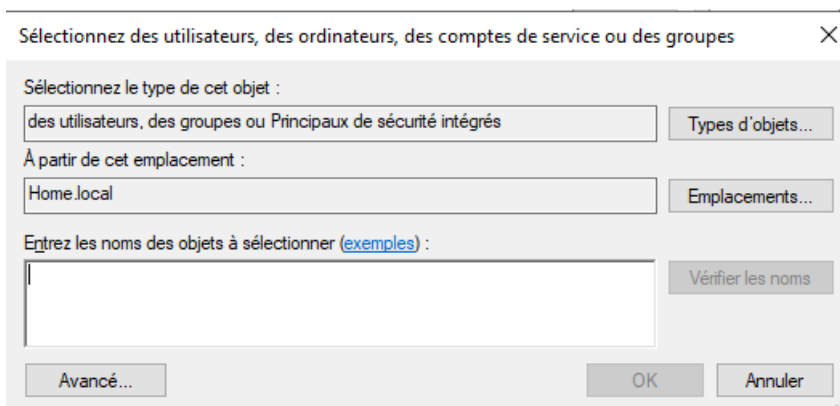 Sélectionnez des utilisateurs, des ordinateurs, des comptes de service ou des groupes
Sélectionnez le type de cet objet :
des utilisateurs, des groupes ou Principaux de sécurité intégrés
Types d'objets...
À partir de cet emplacement :
Home.local
Emplacements...
Entrez les noms des objets à sélectionner (exemples) :
Vérifier les noms
Avancé...
OK
Annuler